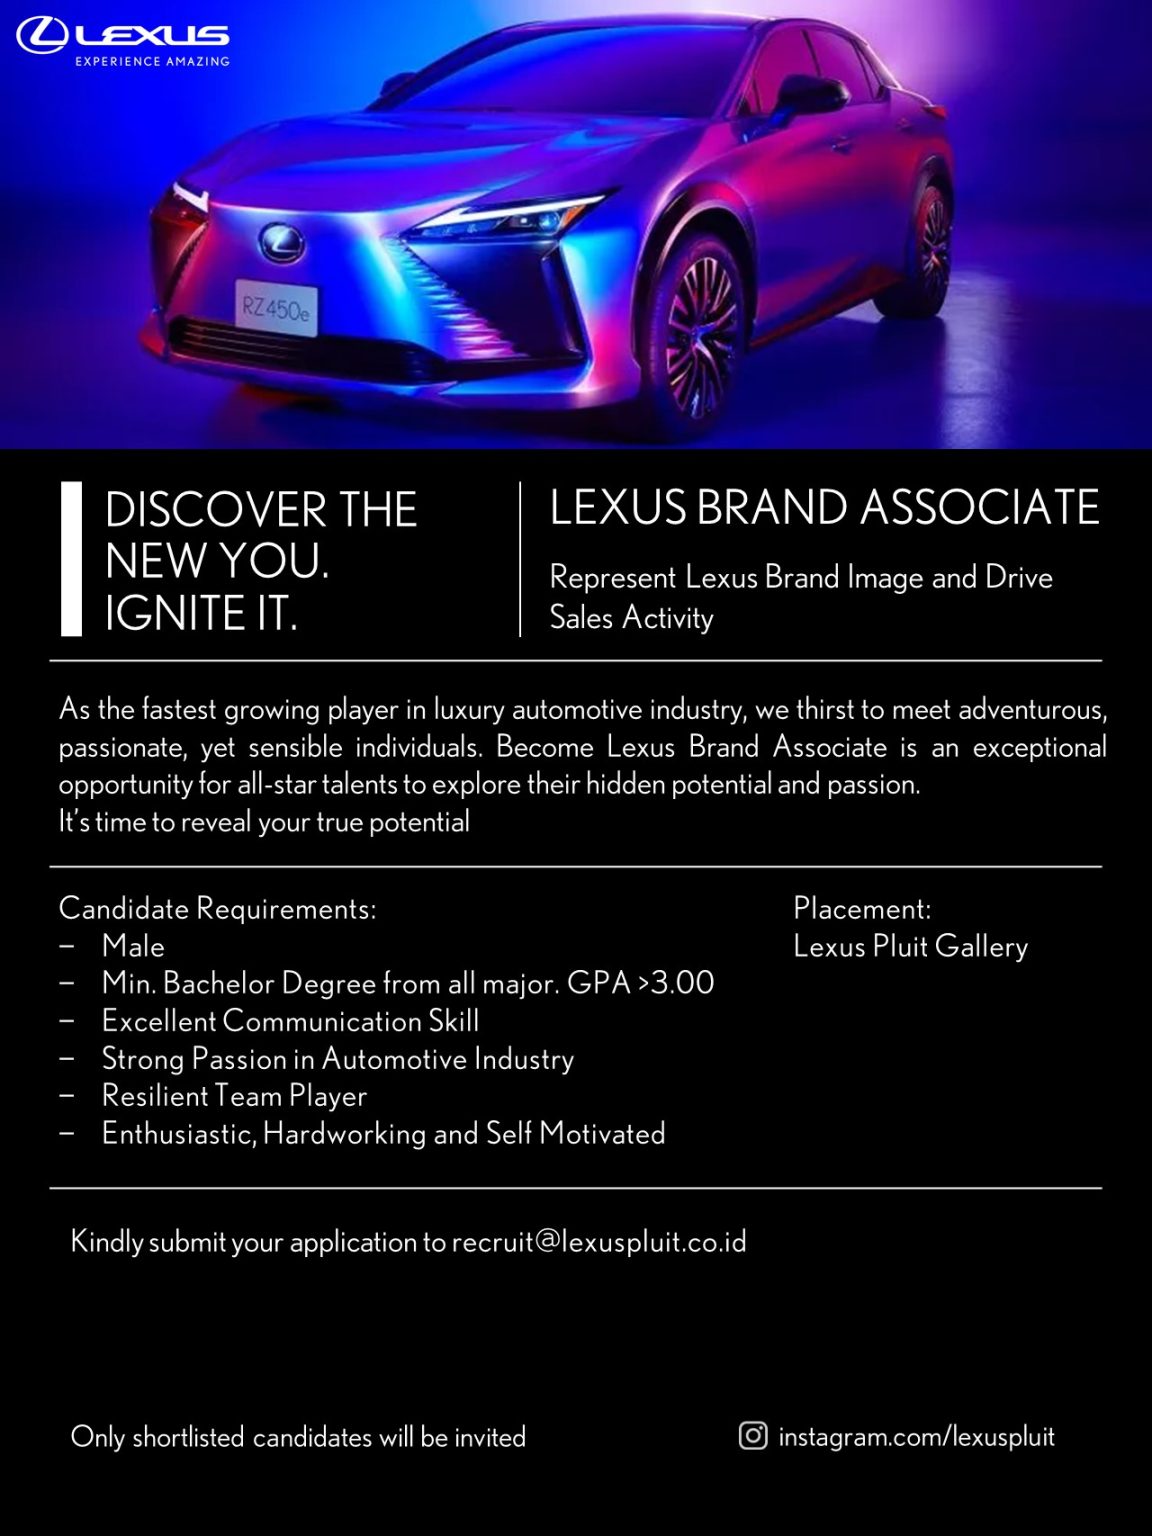 LEXUS
EXPERIENCE AMAZING
RZ450e
DISCOVER THE
NEW YOU.
IGNITE IT.
LEXUS BRAND ASSOCIATE
Represent Lexus Brand Image and Drive
Sales Activity
As the fastest growing player in luxury automotive industry, we thirst to meet adventurous,
passionate, yet sensible individuals. Become Lexus Brand Associate is an exceptional
opportunity for all-star talents to explore their hidden potential and passion.
It's time to reveal your true potential
Candidate Requirements:
– Male
– Min. Bachelor Degree from all major. GPA >3.00
– Excellent Communication Skill
– Strong Passion in Automotive Industry
– Resilient Team Player
– Enthusiastic, Hardworking and Self Motivated
Placement:
Lexus Pluit Gallery
Kindly submit your application to recruit@lexuspluit.co.id
Only shortlisted candidates will be invited
instagram.com/lexuspluit